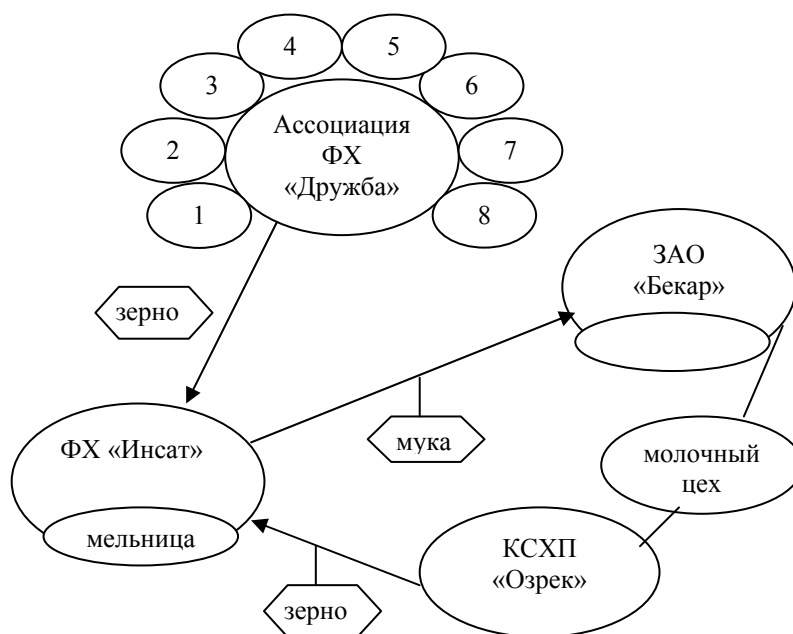 4
5
3
6
Ассоциация
ФХ
«Дружба»
2
7
1
8
ЗАО
«Бекар»
зерно
ФХ «Инсат»
мука
молочный
цех
мельница
КСХП
«Озрек»
зерно